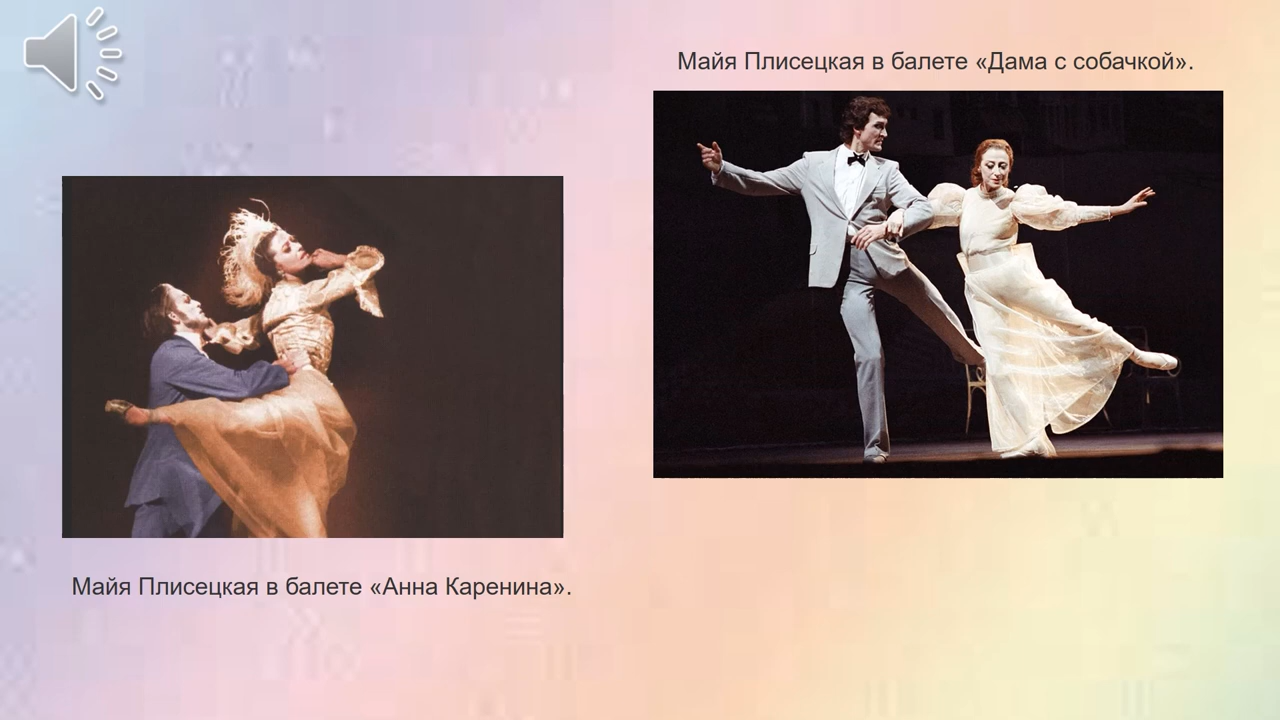 Майя Плисецкая в балете «Дама с собачкой».
Майя Плисецкая в балете «Анна Каренина».